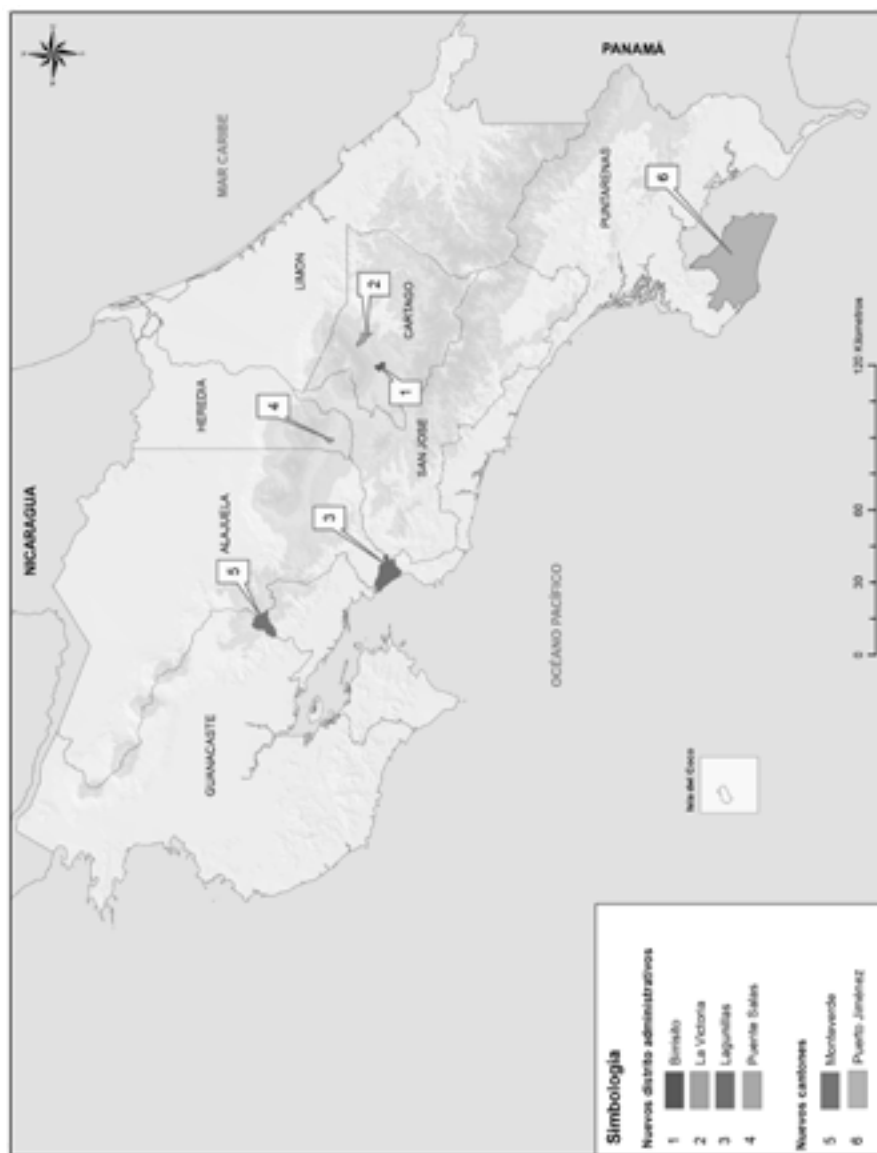 NICARAGUA
MAR CARIBE
PANAMÁ
ALAJUELA
HEREDIA
LIMON
GUANACASTE
SAN JOSE
CARTAGO
PUNTARENAS
5
3
4
1
2
6
OCÉANO PACÍFICO
Isla del Coco
0 30 60 120 Kilometros
Simbología
Nuevos distrito administrativos
1 Birrisito
2 La Victoria
3 Lagunillas
4 Puente Salas
Nuevos cantones
5 Monteverde
6 Puerto Jiménez